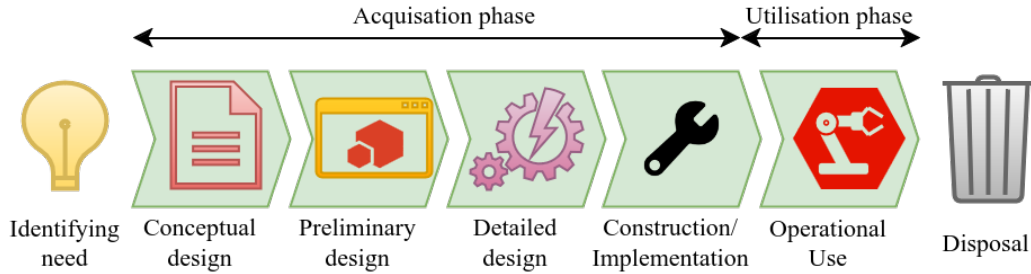 Acquisation phase
Utilisation phase
Identifying
need
Conceptual
design
Preliminary
design
Detailed
design
Construction/
Implementation
Operational
Use
Disposal